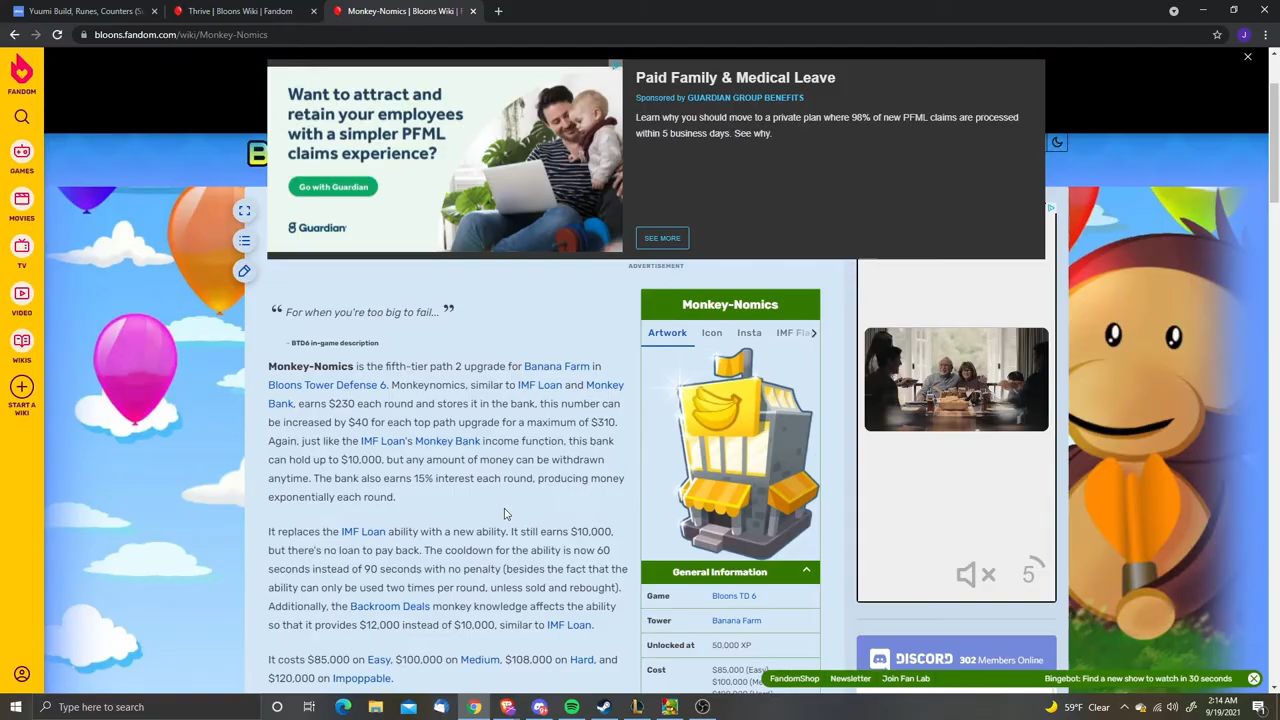 Yuumi Build, Runes, Counters (S
Thrive | Bloons Wiki | Fandom
Monkey-Nomics | Bloons Wiki | F
bloons.fandom.com/wiki/Monkey-Nomics
J
FANDOM
GAMES
MOVIES
TV
VIDEO
WIKIS
START A
WIKI
B
Want to attract and
retain your employees
with a simpler PFML
claims experience?
Go with Guardian
Guardian
Paid Family & Medical Leave
Sponsored by GUARDIAN GROUP BENEFITS
Learn why you should move to a private plan where 98% of new PFML claims are processed
within 5 business days. See why.
SEE MORE
ADVERTISEMENT
“ For when you're too big to fail... ”
– BTD6 in-game description
Monkey-Nomics is the fifth-tier path 2 upgrade for Banana Farm in
Bloons Tower Defense 6. Monkeynomics, similar to IMF Loan and Monkey
Bank, earns $230 each round and stores it in the bank, this number can
be increased by $40 for each top path upgrade for a maximum of $310.
Again, just like the IMF Loan's Monkey Bank income function, this bank
can hold up to $10,000, but any amount of money can be withdrawn
anytime. The bank also earns 15% interest each round, producing money
exponentially each round.
It replaces the IMF Loan ability with a new ability. It still earns $10,000,
but there's no loan to pay back. The cooldown for the ability is now 60
seconds instead of 90 seconds with no penalty (besides the fact that the
ability can only be used two times per round, unless sold and rebought).
Additionally, the Backroom Deals monkey knowledge affects the ability
so that it provides $12,000 instead of $10,000, similar to IMF Loan.
It costs $85,000 on Easy, $100,000 on Medium, $108,000 on Hard, and
$120,000 on Impoppable.
Monkey-Nomics
Artwork Icon Insta IMF Fla
General Information
Game Bloons TD 6
Tower Banana Farm
Unlocked at 50,000 XP
Cost $85,000 (Easy)
$100,000 (Me
5
DISCORD 302 Members Online
FandomShop Newsletter Join Fan Lab Bingebot: Find a new show to watch in 30 seconds
Type here to search
59°F
2:14 AM
9/19/2021